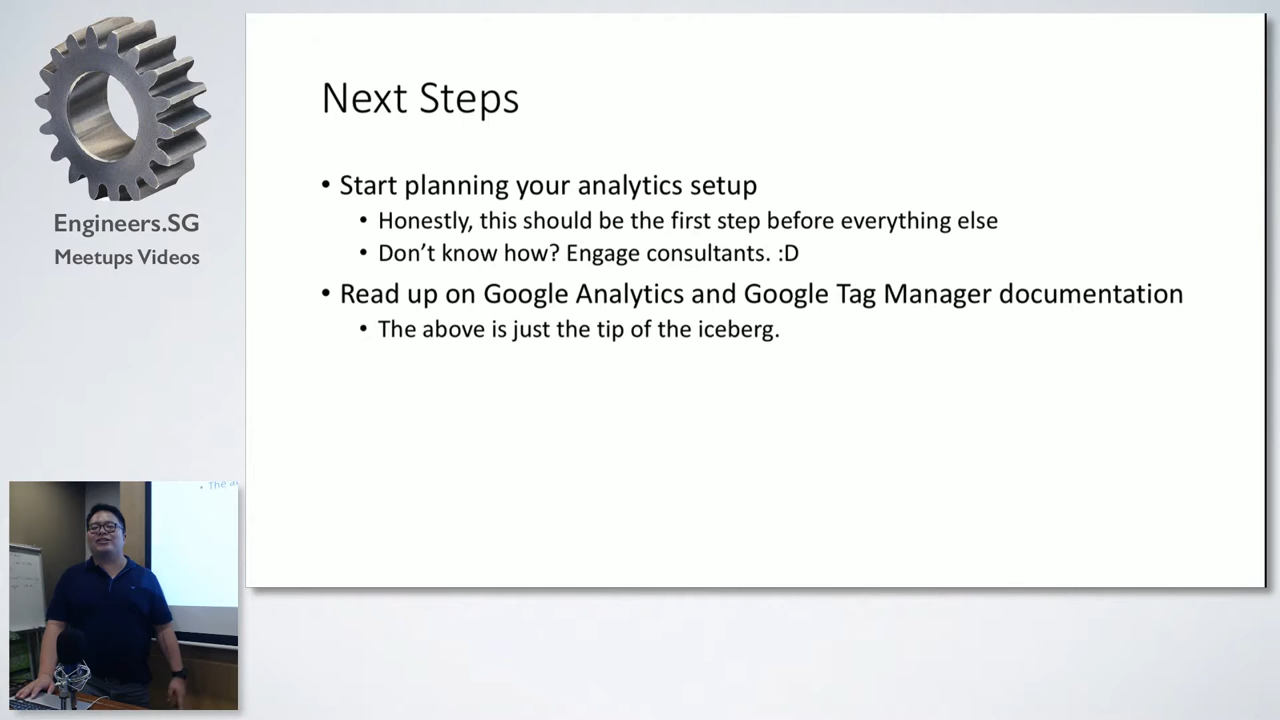 Engineers.SG
Meetups Videos
Next Steps
• Start planning your analytics setup
• Honestly, this should be the first step before everything else
• Don’t know how? Engage consultants. :D
• Read up on Google Analytics and Google Tag Manager documentation
• The above is just the tip of the iceberg.
• The